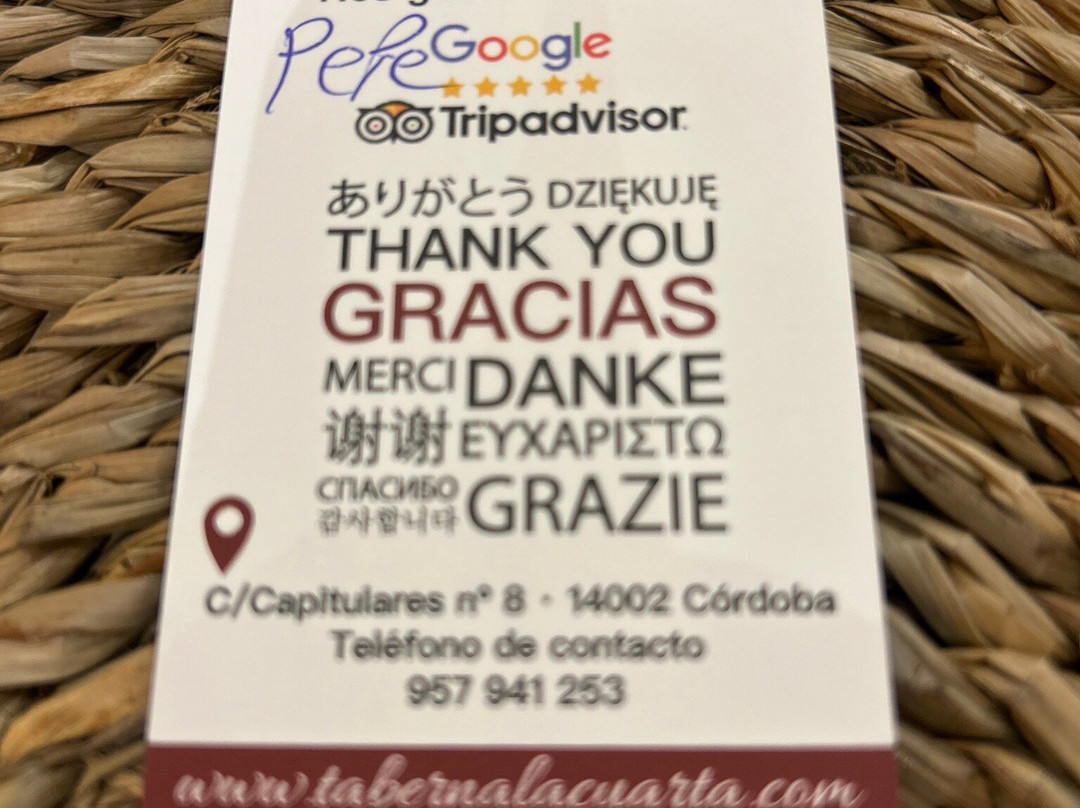 Pepe Google
Tripadvisor
ありがとう DZIĘKUJĘ
THANK YOU
GRACIAS
MERCI DANKE
谢谢 ΕΥΧΑΡΙΣΤΩ
СПАСИБО GRAZIE
감사합니다
C/Capitulares nº 8 · 14002 Córdoba
Teléfono de contacto
957 941 253
www.tabernalacuarta.com